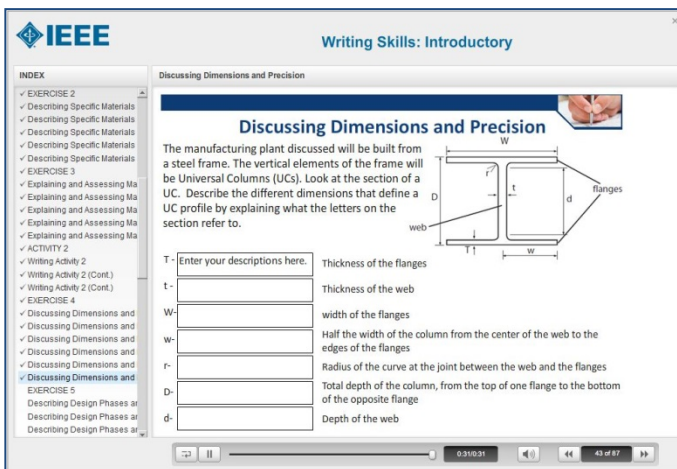 IEEE
Writing Skills: Introductory
INDEX
Discussing Dimensions and Precision
✓ EXERCISE 2
✓ Describing Specific Materials
✓ Describing Specific Materials
✓ Describing Specific Materials
✓ Describing Specific Materials
✓ Describing Specific Materials
✓ EXERCISE 3
✓ Explaining and Assessing Ma
✓ Explaining and Assessing Ma
✓ Explaining and Assessing Ma
✓ Explaining and Assessing Ma
✓ Explaining and Assessing Ma
✓ ACTIVITY 2
✓ Writing Activity 2
✓ Writing Activity 2 (Cont.)
✓ Writing Activity 2 (Cont.)
✓ EXERCISE 4
✓ Discussing Dimensions and
✓ Discussing Dimensions and
✓ Discussing Dimensions and
✓ Discussing Dimensions and
✓ Discussing Dimensions and
✓ Discussing Dimensions and
EXERCISE 5
Describing Design Phases ar
Describing Design Phases ar
Describing Design Phases ar
Discussing Dimensions and Precision
The manufacturing plant discussed will be built from
a steel frame. The vertical elements of the frame will
be Universal Columns (UCs). Look at the section of a
UC. Describe the different dimensions that define a
UC profile by explaining what the letters on the
section refer to.
W
r
D
t
d
flanges
web
T
w
T - Enter your descriptions here. Thickness of the flanges
t - Thickness of the web
W- width of the flanges
w- Half the width of the column from the center of the web to the
edges of the flanges
r- Radius of the curve at the joint between the web and the flanges
D- Total depth of the column, from the top of one flange to the bottom
of the opposite flange
d- Depth of the web
0:31/0:31
43 of 87